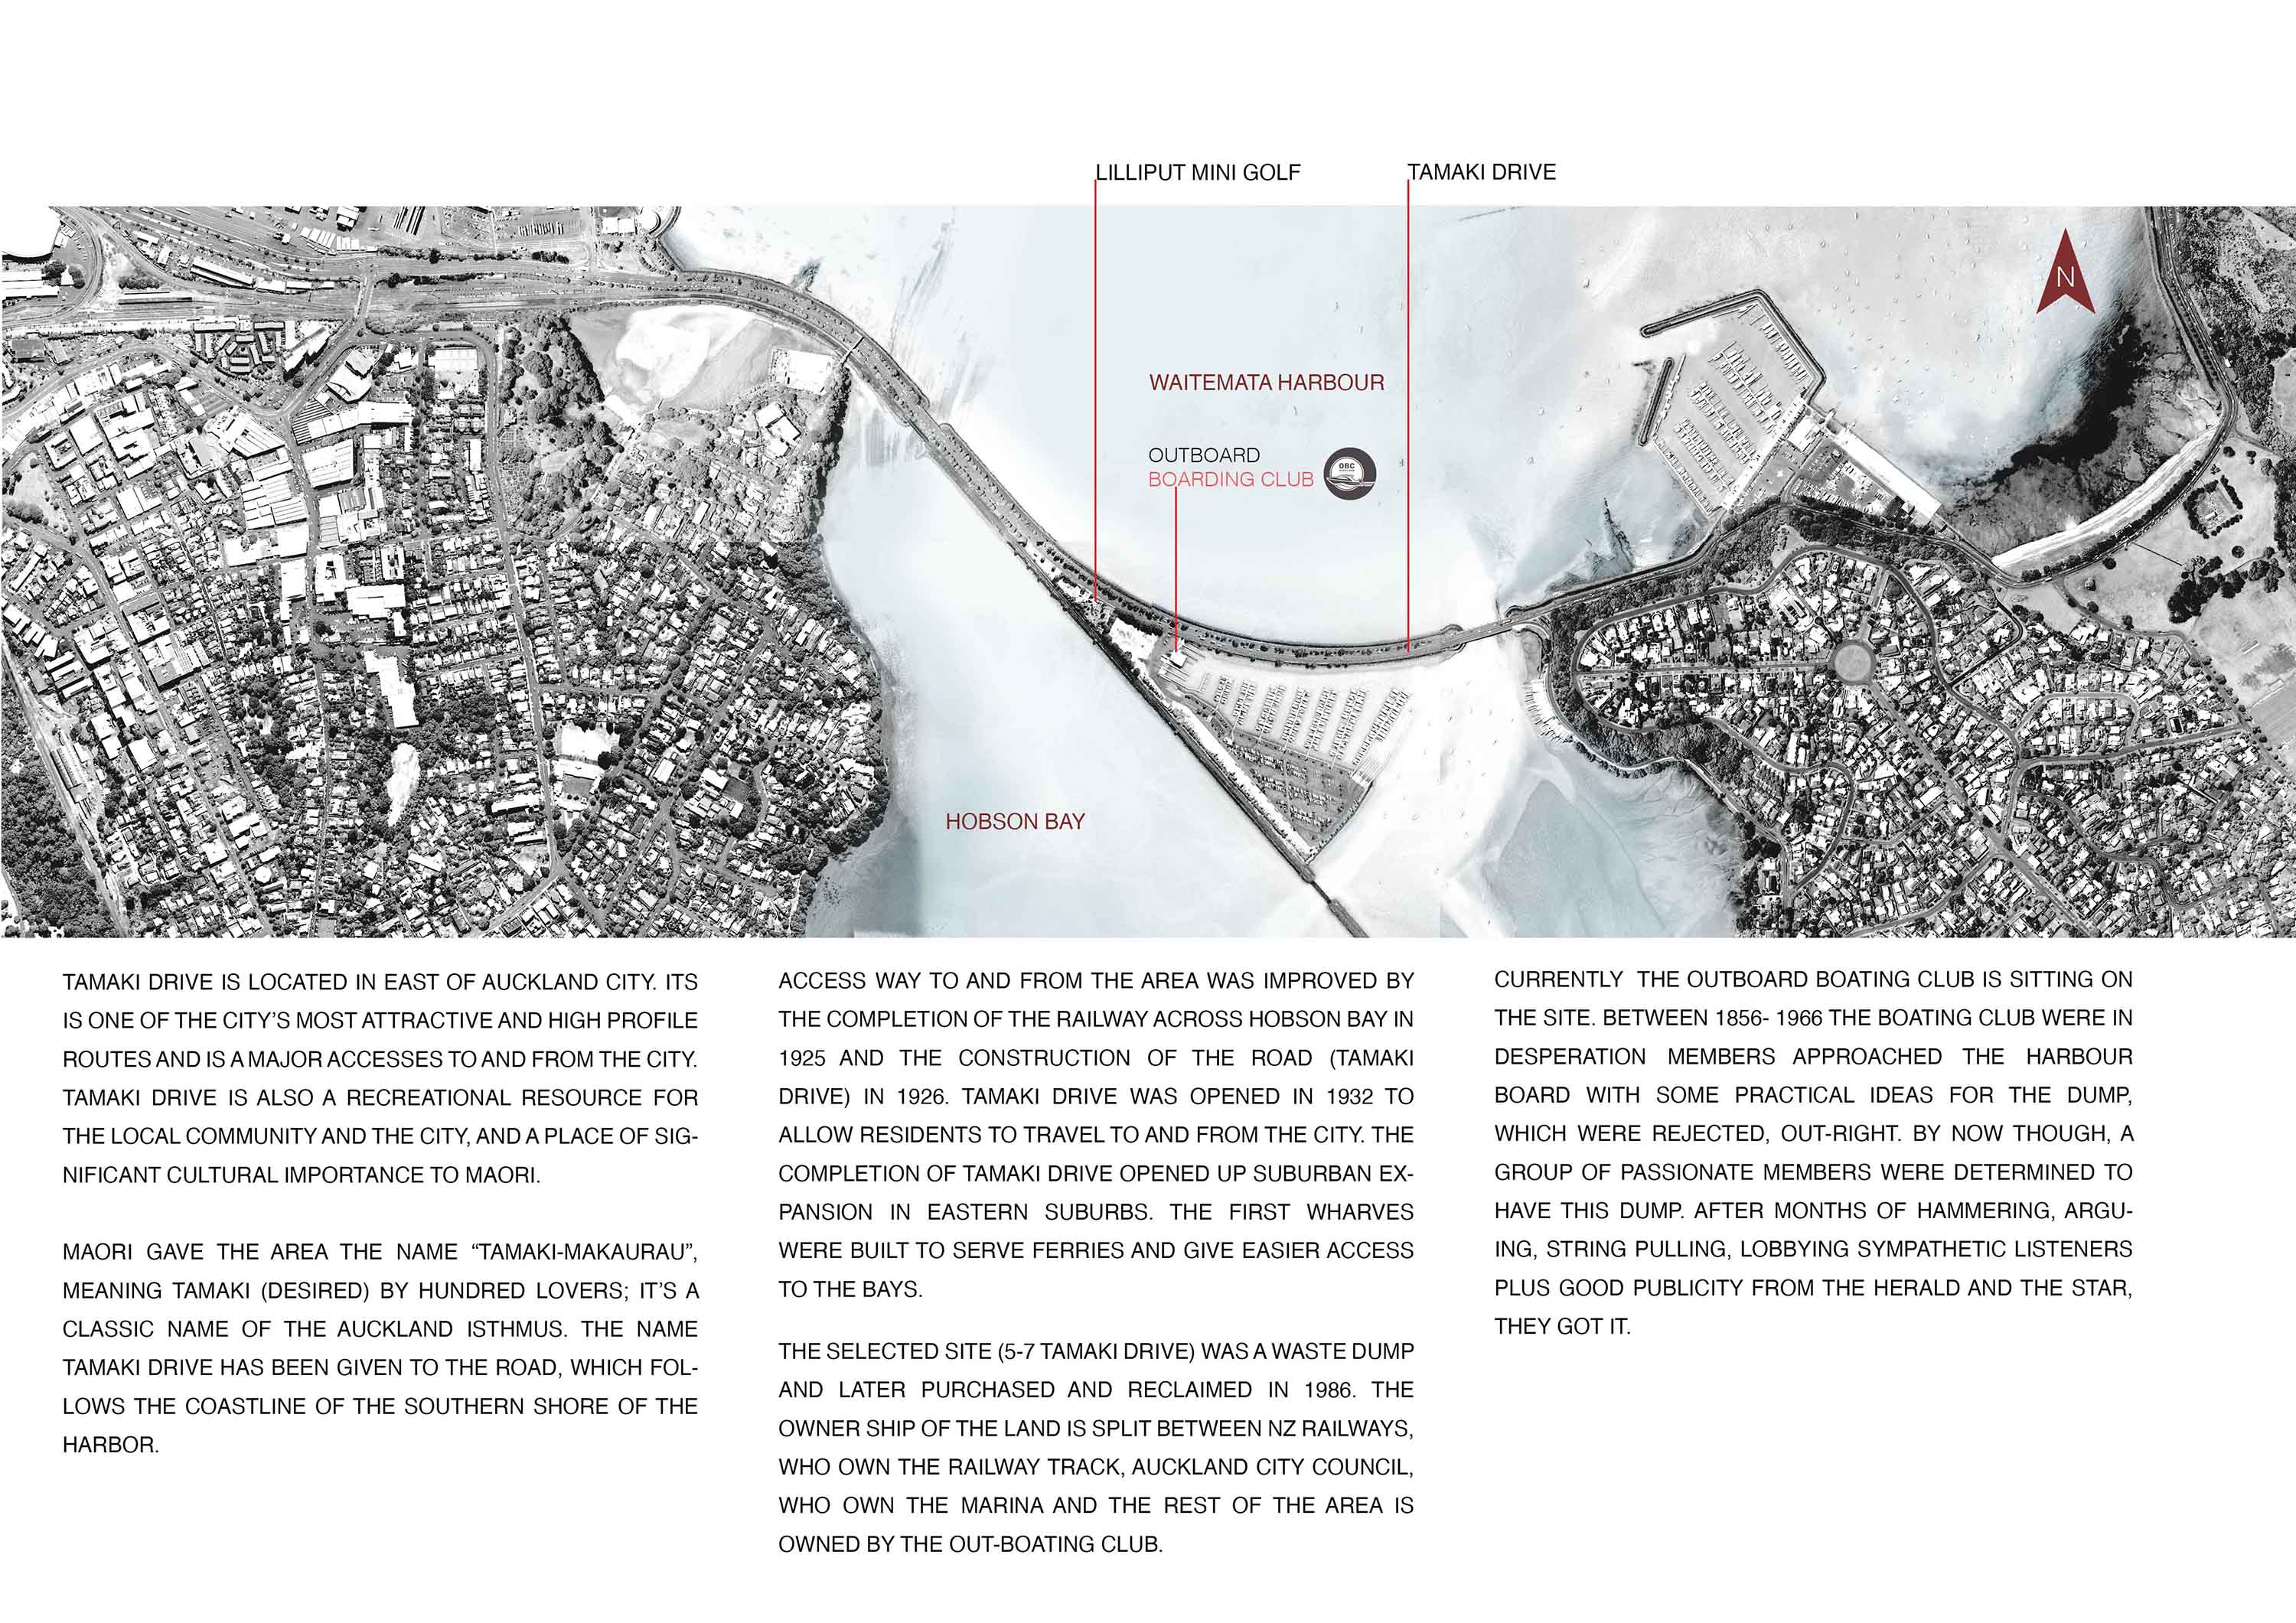 LILLIPUT MINI GOLF
TAMAKI DRIVE
N
WAITEMATA HARBOUR
OUTBOARD
BOARDING CLUB
OBC
HOBSON BAY
TAMAKI DRIVE IS LOCATED IN EAST OF AUCKLAND CITY. ITS
IS ONE OF THE CITY'S MOST ATTRACTIVE AND HIGH PROFILE
ROUTES AND IS A MAJOR ACCESSES TO AND FROM THE CITY.
TAMAKI DRIVE IS ALSO A RECREATIONAL RESOURCE FOR
THE LOCAL COMMUNITY AND THE CITY, AND A PLACE OF SIG-
NIFICANT CULTURAL IMPORTANCE TO MAORI.
MAORI GAVE THE AREA THE NAME “TAMAKI-MAKAURAU”,
MEANING TAMAKI (DESIRED) BY HUNDRED LOVERS; IT'S A
CLASSIC NAME OF THE AUCKLAND ISTHMUS. THE NAME
TAMAKI DRIVE HAS BEEN GIVEN TO THE ROAD, WHICH FOL-
LOWS THE COASTLINE OF THE SOUTHERN SHORE OF THE
HARBOR.
ACCESS WAY TO AND FROM THE AREA WAS IMPROVED BY
THE COMPLETION OF THE RAILWAY ACROSS HOBSON BAY IN
1925 AND THE CONSTRUCTION OF THE ROAD (TAMAKI
DRIVE) IN 1926. TAMAKI DRIVE WAS OPENED IN 1932 TO
ALLOW RESIDENTS TO TRAVEL TO AND FROM THE CITY. THE
COMPLETION OF TAMAKI DRIVE OPENED UP SUBURBAN EX-
PANSION IN EASTERN SUBURBS. THE FIRST WHARVES
WERE BUILT TO SERVE FERRIES AND GIVE EASIER ACCESS
TO THE BAYS.
THE SELECTED SITE (5-7 TAMAKI DRIVE) WAS A WASTE DUMP
AND LATER PURCHASED AND RECLAIMED IN 1986. THE
OWNER SHIP OF THE LAND IS SPLIT BETWEEN NZ RAILWAYS,
WHO OWN THE RAILWAY TRACK, AUCKLAND CITY COUNCIL,
WHO OWN THE MARINA AND THE REST OF THE AREA IS
OWNED BY THE OUT-BOATING CLUB.
CURRENTLY THE OUTBOARD BOATING CLUB IS SITTING ON
THE SITE. BETWEEN 1856- 1966 THE BOATING CLUB WERE IN
DESPERATION MEMBERS APPROACHED THE HARBOUR
BOARD WITH SOME PRACTICAL IDEAS FOR THE DUMP,
WHICH WERE REJECTED, OUT-RIGHT. BY NOW THOUGH, A
GROUP OF PASSIONATE MEMBERS WERE DETERMINED TO
HAVE THIS DUMP. AFTER MONTHS OF HAMMERING, ARGU-
ING, STRING PULLING, LOBBYING SYMPATHETIC LISTENERS
PLUS GOOD PUBLICITY FROM THE HERALD AND THE STAR,
THEY GOT IT.